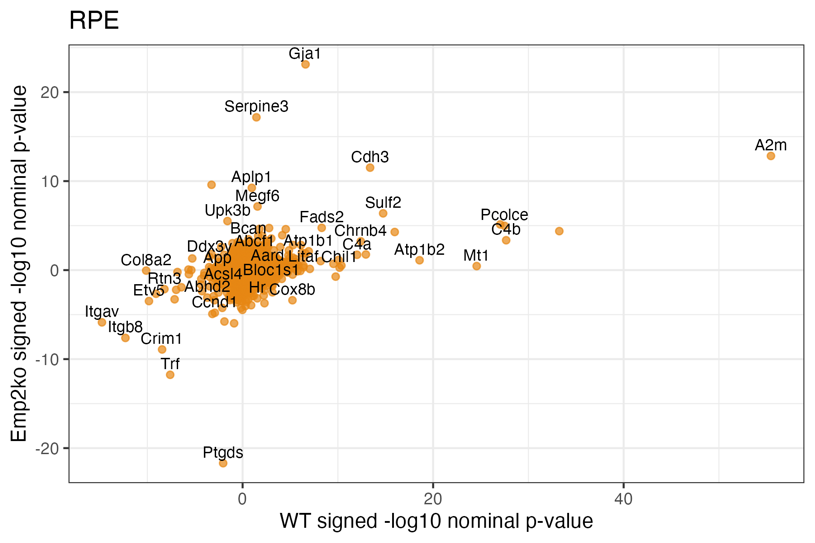 RPE
Gja1
Serpine3
A2m
Cdh3
Aplp1
Megf6
Sulf2
Upk3b
Fads2
Pcolce
Bcan
Chrnb4
C4b
Ddx3y
Abcf1
Atp1b1
C4a
Atp1b2
Col8a2
App
Aard
Litaf
Chil1
Mt1
Rtn3
Acsl4
Bloc1s1
Etv5
Abhd2
Hr
Cox8b
Ccnd1
Itgav
Itgb8
Crim1
Trf
Ptgds
20
10
0
-10
-20
0
20
40
Emp2ko signed -log10 nominal p-value
WT signed -log10 nominal p-value